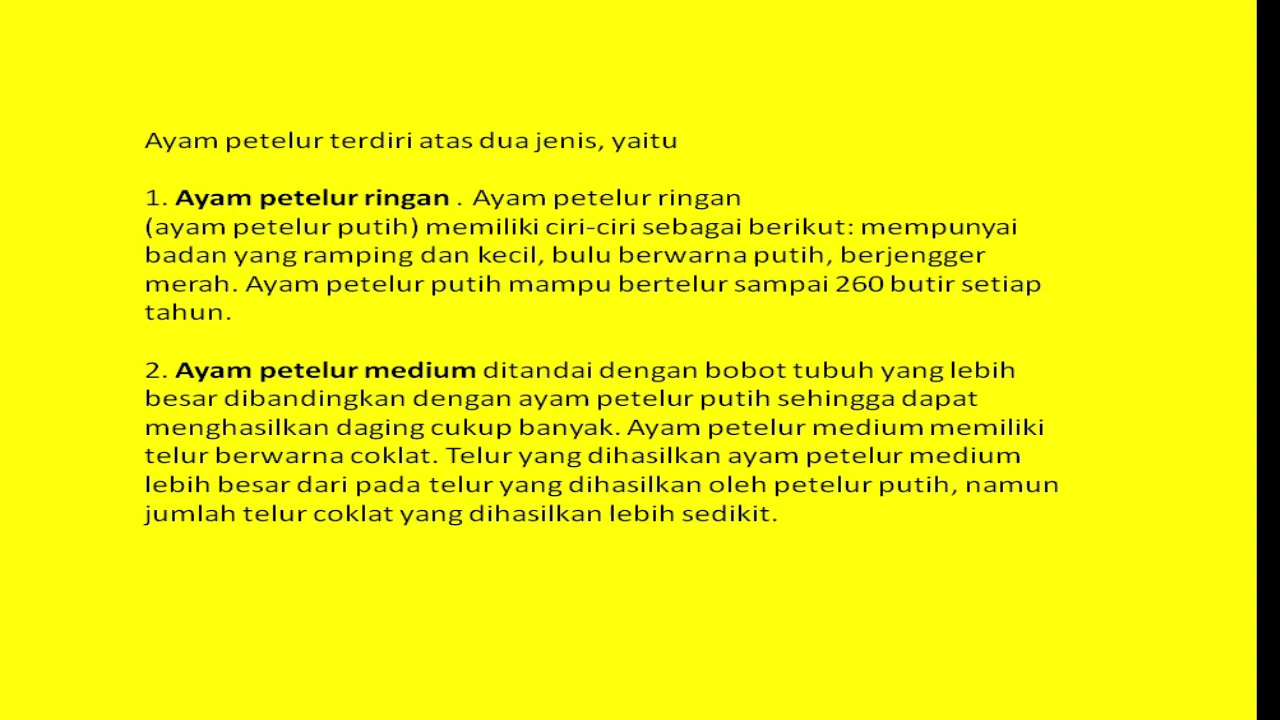 Ayam petelur terdiri atas dua jenis, yaitu
1. Ayam petelur ringan . Ayam petelur ringan
(ayam petelur putih) memiliki ciri-ciri sebagai berikut: mempunyai
badan yang ramping dan kecil, bulu berwarna putih, berjengger
merah. Ayam petelur putih mampu bertelur sampai 260 butir setiap
tahun.
2. Ayam petelur medium ditandai dengan bobot tubuh yang lebih
besar dibandingkan dengan ayam petelur putih sehingga dapat
menghasilkan daging cukup banyak. Ayam petelur medium memiliki
telur berwarna coklat. Telur yang dihasilkan ayam petelur medium
lebih besar dari pada telur yang dihasilkan oleh petelur putih, namun
jumlah telur coklat yang dihasilkan lebih sedikit.